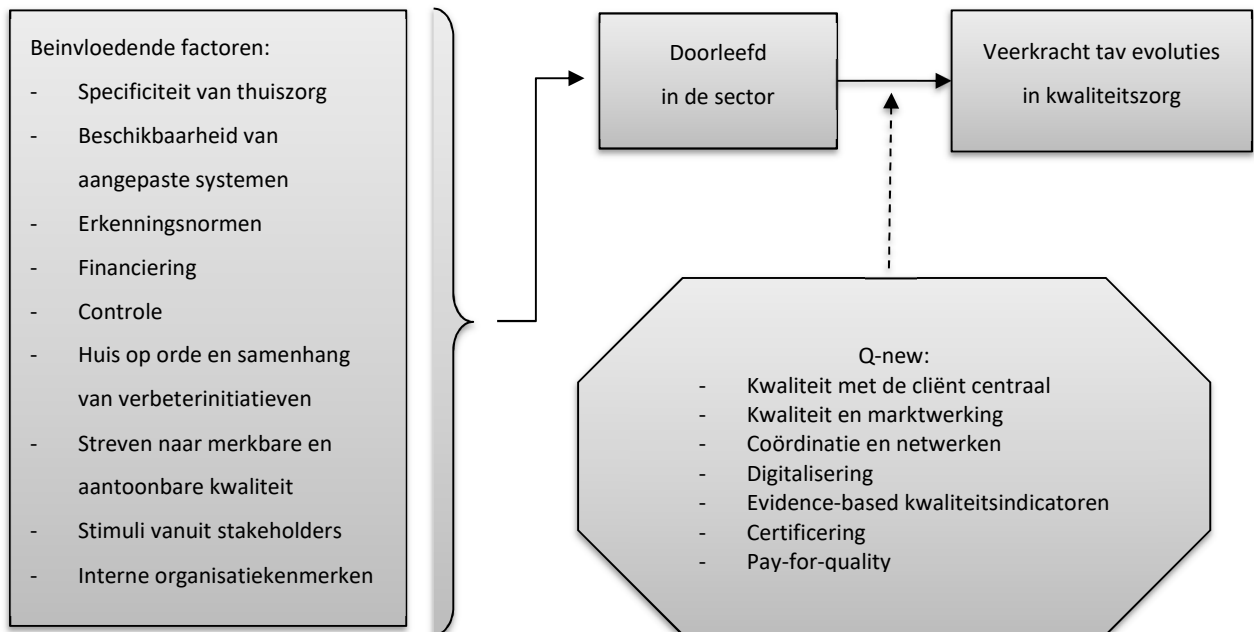 Beinvloedende factoren:
- Specificiteit van thuiszorg
- Beschikbaarheid van
aangepaste systemen
- Erkenningsnormen
- Financiering
- Controle
- Huis op orde en samenhang
van verbeterinitiatieven
- Streven naar merkbare en
aantoonbare kwaliteit
- Stimuli vanuit stakeholders
- Interne organisatiekenmerken
Doorleefd
in de sector
Veerkracht tav evoluties
in kwaliteitszorg
Q-new:
- Kwaliteit met de cliënt centraal
- Kwaliteit en marktwerking
- Coördinatie en netwerken
- Digitalisering
- Evidence-based kwaliteitsindicatoren
- Certificering
- Pay-for-quality